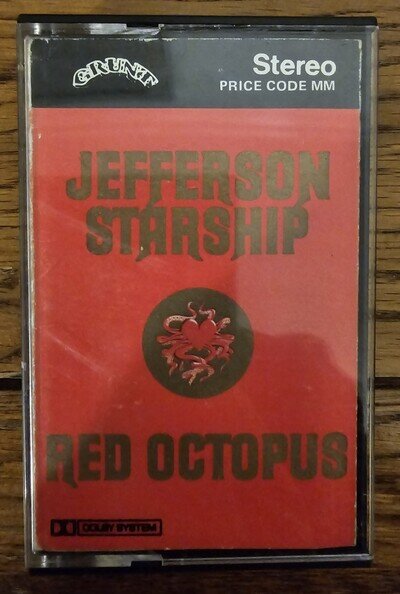 GRUNT
Stereo
PRICE CODE MM
JEFFERSON
STARSHIP
RED OCTOPUS
DOLBY SYSTEM